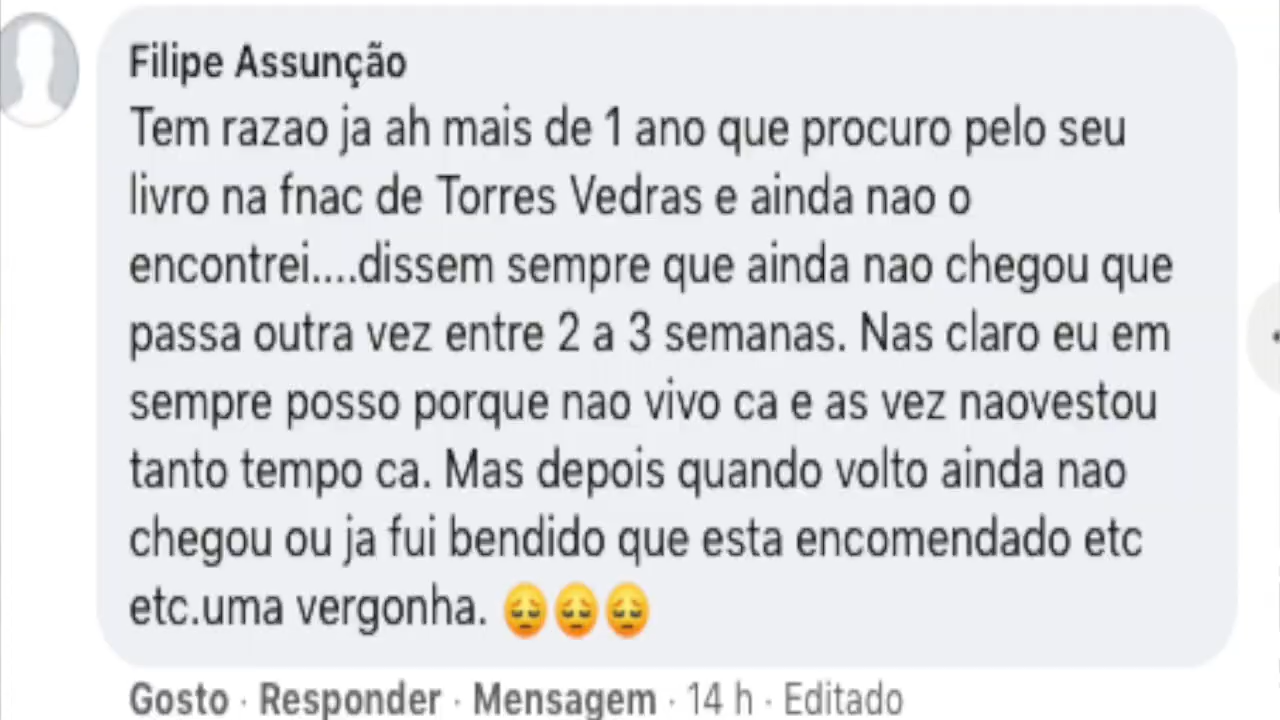 Filipe Assunção
Tem razao ja ah mais de 1 ano que procuro pelo seu
livro na fnac de Torres Vedras e ainda nao o
encontrei....dissem sempre que ainda nao chegou que
passa outra vez entre 2 a 3 semanas. Nas claro eu em
sempre posso porque nao vivo ca e as vez naovestou
tanto tempo ca. Mas depois quando volto ainda nao
chegou ou ja fui bendido que esta encomendado etc
etc.uma vergonha. 😔😔😔
Gosto · Responder · Mensagem · 14 h · Editado